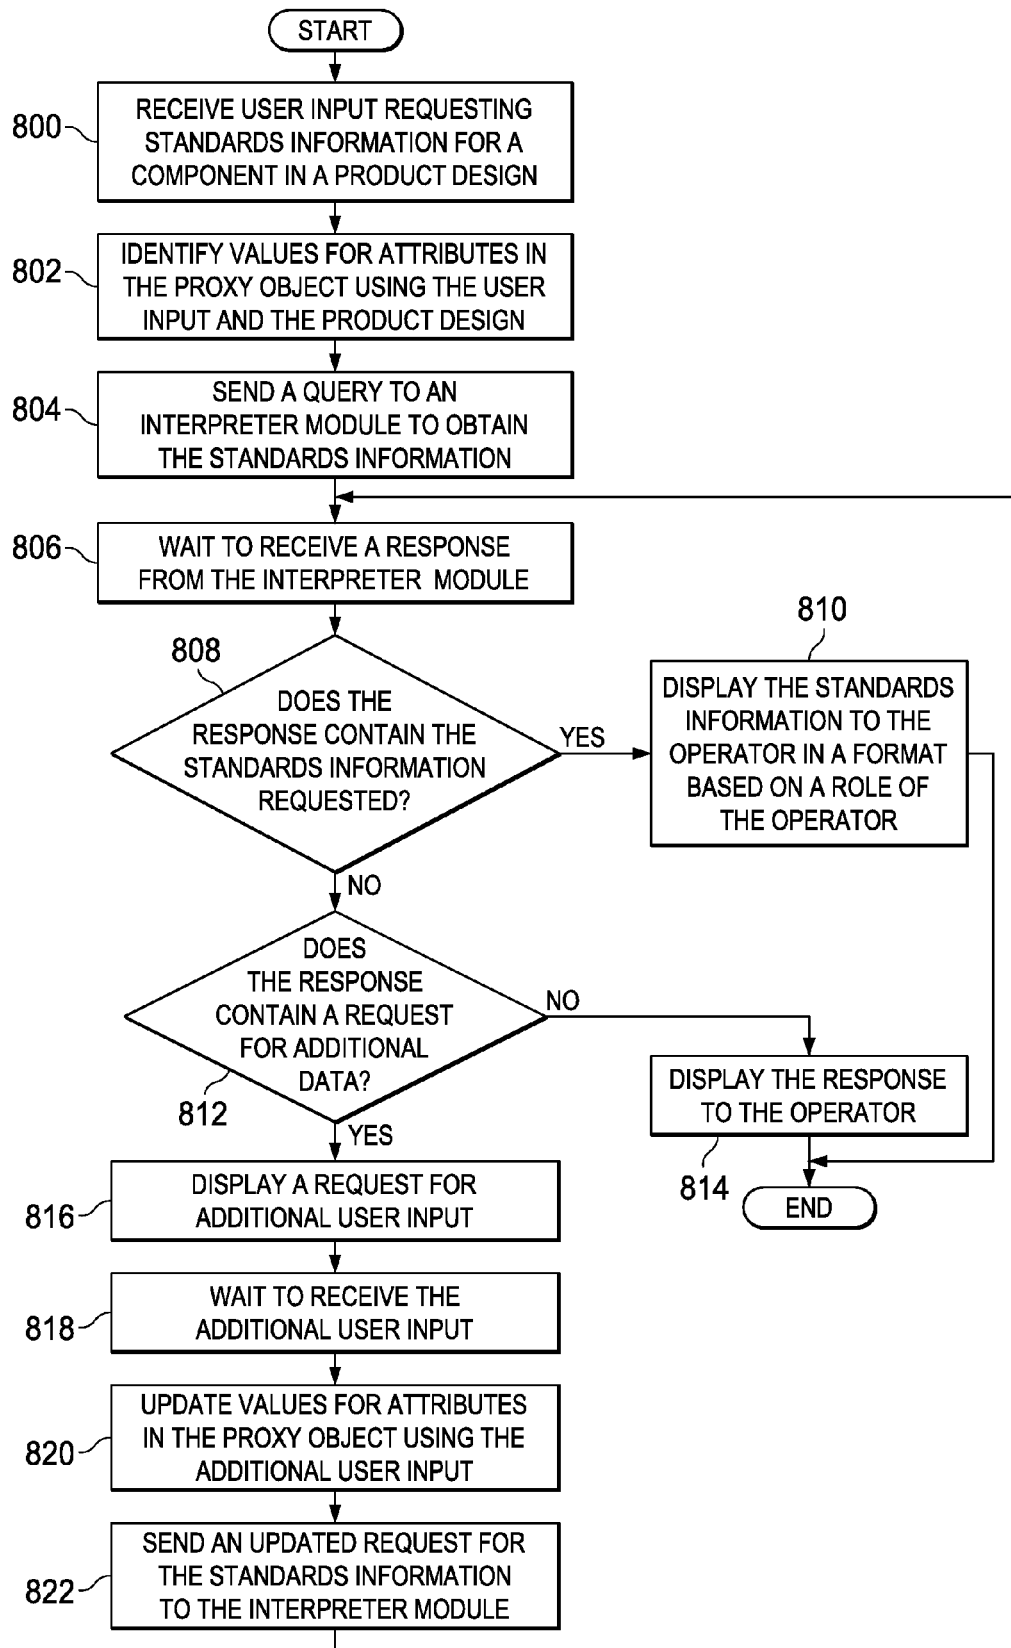 START
800
RECEIVE USER INPUT REQUESTING
STANDARDS INFORMATION FOR A
COMPONENT IN A PRODUCT DESIGN
802
IDENTIFY VALUES FOR ATTRIBUTES IN
THE PROXY OBJECT USING THE USER
INPUT AND THE PRODUCT DESIGN
804
SEND A QUERY TO AN
INTERPRETER MODULE TO OBTAIN
THE STANDARDS INFORMATION
806
WAIT TO RECEIVE A RESPONSE
FROM THE INTERPRETER MODULE
808
DOES THE
RESPONSE CONTAIN THE
STANDARDS INFORMATION
REQUESTED?
YES
810
DISPLAY THE STANDARDS
INFORMATION TO THE
OPERATOR IN A FORMAT
BASED ON A ROLE OF
THE OPERATOR
NO
DOES
THE RESPONSE
CONTAIN A REQUEST
FOR ADDITIONAL
DATA?
812
NO
DISPLAY THE RESPONSE
TO THE OPERATOR
814
END
YES
816
DISPLAY A REQUEST FOR
ADDITIONAL USER INPUT
818
WAIT TO RECEIVE THE
ADDITIONAL USER INPUT
820
UPDATE VALUES FOR ATTRIBUTES
IN THE PROXY OBJECT USING THE
ADDITIONAL USER INPUT
822
SEND AN UPDATED REQUEST FOR
THE STANDARDS INFORMATION
TO THE INTERPRETER MODULE